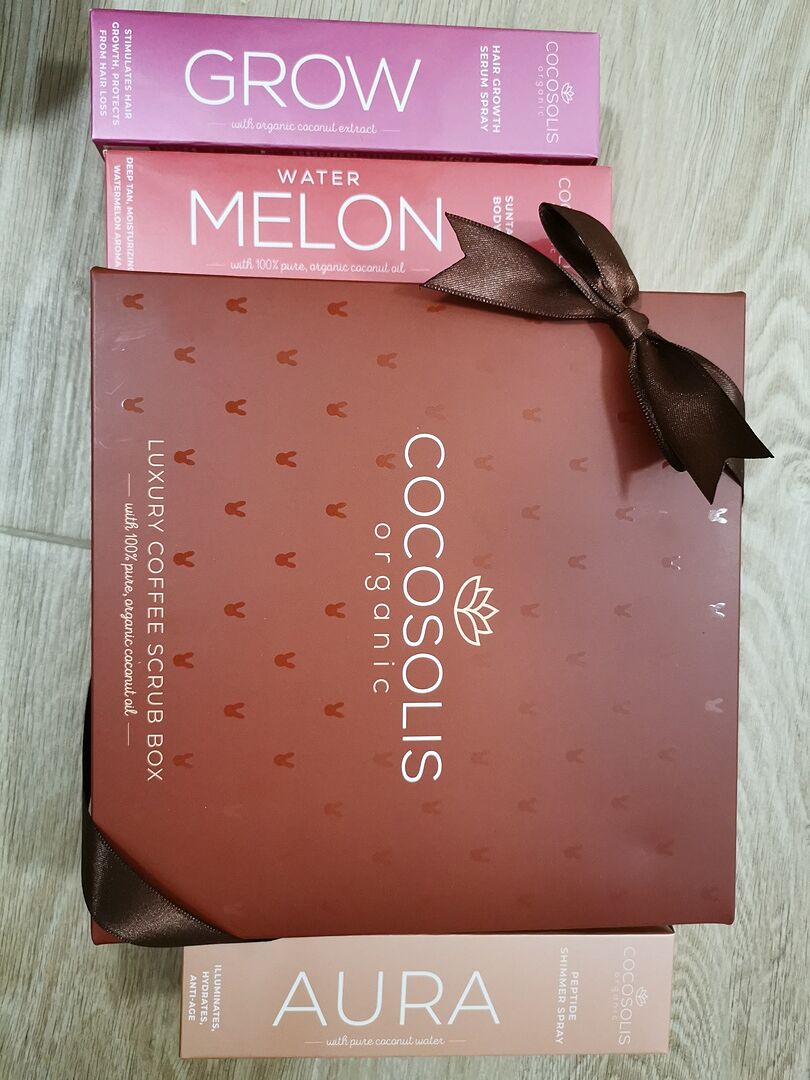 GROW
with organic coconut extract
STIMULATES HAIR
GROWTH, PROTECTS
FROM HAIR LOSS
HAIR GROWTH
SERUM SPRAY
COCOSOLIS
organic
WATER
MELON
with 100% pure, organic coconut oil
DEEP TAN, MOISTURIZING
WATERMELON AROMA
COCOSOLIS
organic
LUXURY COFFEE SCRUB BOX
with 100% pure, organic coconut oil
AURA
with pure coconut water
ILLUMINATES,
HYDRATES,
ANTI-AGE
PEPTIDE
SHIMMER SPRAY
COCOSOLIS
organic